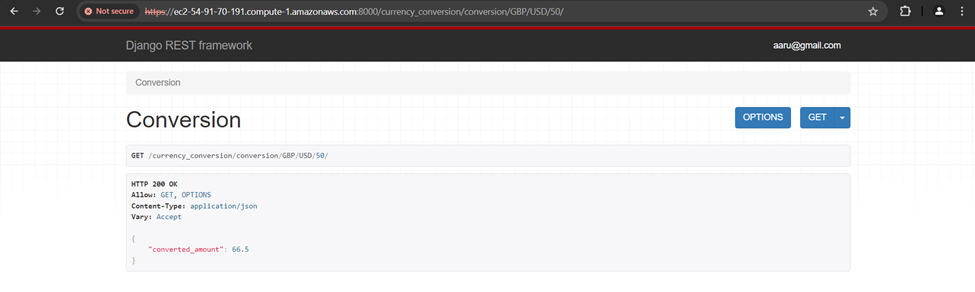 Not secure https://ec2-54-91-70-191.compute-1.amazonaws.com:8000/currency_conversion/conversion/GBP/USD/50/
Django REST framework aaru@gmail.com
Conversion
Conversion OPTIONS GET
GET /currency_conversion/conversion/GBP/USD/50/
HTTP 200 OK
Allow: GET, OPTIONS
Content-Type: application/json
Vary: Accept
{
"converted_amount": 66.5
}